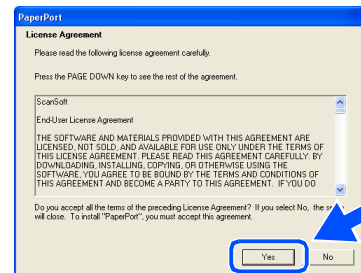 PaperPort
License Agreement
Please read the following license agreement carefully.
Press the PAGE DOWN key to see the rest of the agreement.
ScanSoft
End-User License Agreement
THE SOFTWARE AND MATERIALS PROVIDED WITH THIS AGREEMENT ARE
LICENSED, NOT SOLD, AND AVAILABLE FOR USE ONLY UNDER THE TERMS OF
THIS LICENSE AGREEMENT. PLEASE READ THIS AGREEMENT CAREFULLY. BY
DOWNLOADING, INSTALLING, COPYING, OR OTHERWISE USING THE
SOFTWARE, YOU AGREE TO BE BOUND BY THE TERMS AND CONDITIONS OF
THIS AGREEMENT AND BECOME A PARTY TO THIS AGREEMENT. IF YOU DO
Do you accept all the terms of the preceding License Agreement? If you select No, the
will close. To install "PaperPort", you must accept this agreement.
Yes No